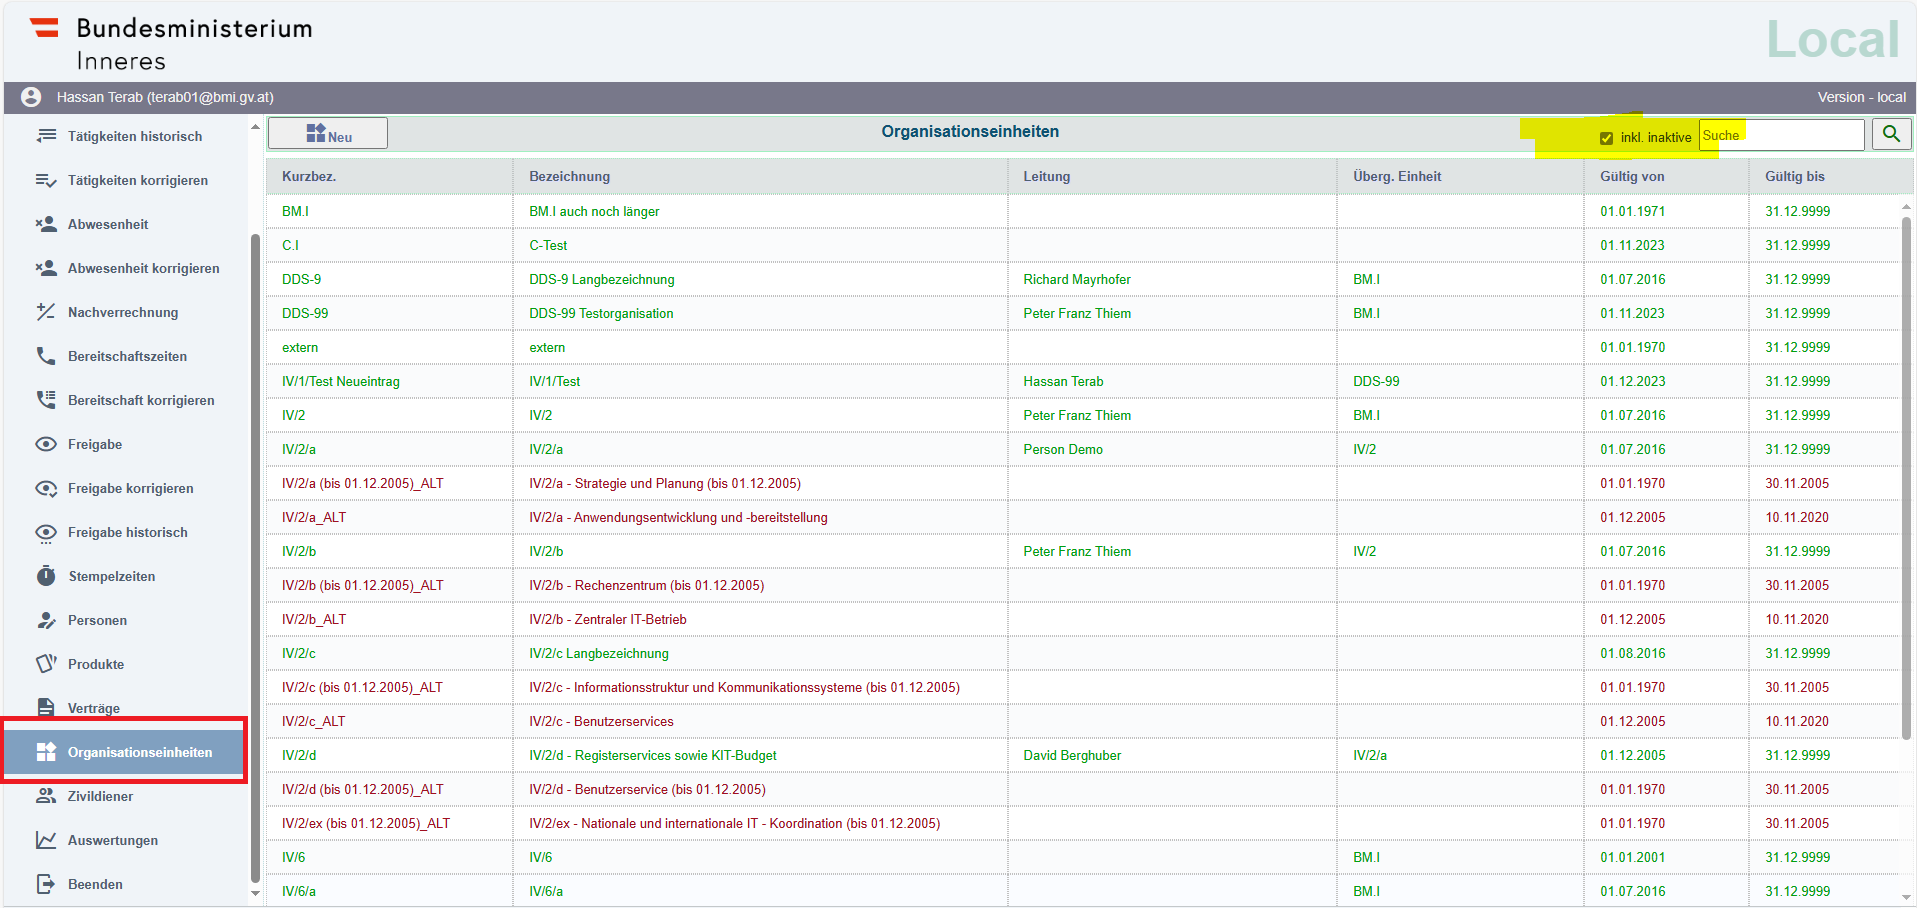 Bundesministerium
Inneres
Local
Hassan Terab (terab01@bmi.gv.at)
Version - local
Tätigkeiten historisch
Tätigkeiten korrigieren
Abwesenheit
Abwesenheit korrigieren
Nachverrechnung
Bereitschaftszeiten
Bereitschaft korrigieren
Freigabe
Freigabe korrigieren
Freigabe historisch
Stempelzeiten
Personen
Produkte
Verträge
Organisationseinheiten
Zivildiener
Auswertungen
Beenden
Neu
Organisationseinheiten
inkl. inaktive
Suche
Kurzbez. Bezeichnung Leitung Überg. Einheit Gültig von Gültig bis
BM.I BM.I auch noch länger 01.01.1971 31.12.9999
C.I C-Test 01.11.2023 31.12.9999
DDS-9 DDS-9 Langbezeichnung Richard Mayrhofer BM.I 01.07.2016 31.12.9999
DDS-99 DDS-99 Testorganisation Peter Franz Thiem BM.I 01.11.2023 31.12.9999
extern extern 01.01.1970 31.12.9999
IV/1/Test Neueintrag IV/1/Test Hassan Terab DDS-99 01.12.2023 31.12.9999
IV/2 IV/2 Peter Franz Thiem BM.I 01.07.2016 31.12.9999
IV/2/a IV/2/a Person Demo IV/2 01.07.2016 31.12.9999
IV/2/a (bis 01.12.2005)_ALT IV/2/a - Strategie und Planung (bis 01.12.2005) 01.01.1970 30.11.2005
IV/2/a_ALT IV/2/a - Anwendungsentwicklung und -bereitstellung 01.12.2005 10.11.2020
IV/2/b IV/2/b Peter Franz Thiem IV/2 01.07.2016 31.12.9999
IV/2/b (bis 01.12.2005)_ALT IV/2/b - Rechenzentrum (bis 01.12.2005) 01.01.1970 30.11.2005
IV/2/b_ALT IV/2/b - Zentraler IT-Betrieb 01.12.2005 10.11.2020
IV/2/c IV/2/c Langbezeichnung 01.08.2016 31.12.9999
IV/2/c (bis 01.12.2005)_ALT IV/2/c - Informationsstruktur und Kommunikationssysteme (bis 01.12.2005) 01.01.1970 30.11.2005
IV/2/c_ALT IV/2/c - Benutzerservices 01.12.2005 10.11.2020
IV/2/d IV/2/d - Registerservices sowie KIT-Budget David Berghuber IV/2/a 01.12.2005 31.12.9999
IV/2/d (bis 01.12.2005)_ALT IV/2/d - Benutzerservice (bis 01.12.2005) 01.01.1970 30.11.2005
IV/2/ex (bis 01.12.2005)_ALT IV/2/ex - Nationale und internationale IT - Koordination (bis 01.12.2005) 01.01.1970 30.11.2005
IV/6 IV/6 BM.I 01.01.2001 31.12.9999
IV/6/a IV/6/a BM.I 01.07.2016 31.12.9999